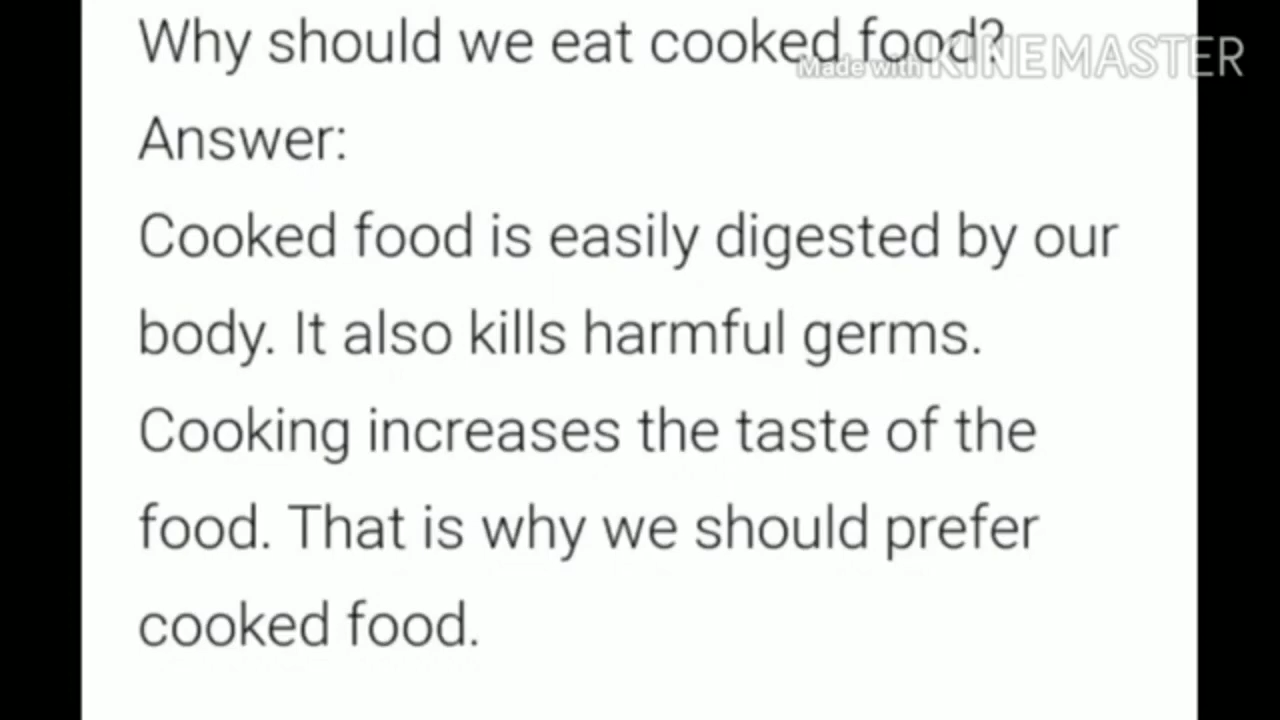 Why should we eat cooked food?
Made with KINEMASTER
Answer:
Cooked food is easily digested by our
body. It also kills harmful germs.
Cooking increases the taste of the
food. That is why we should prefer
cooked food.